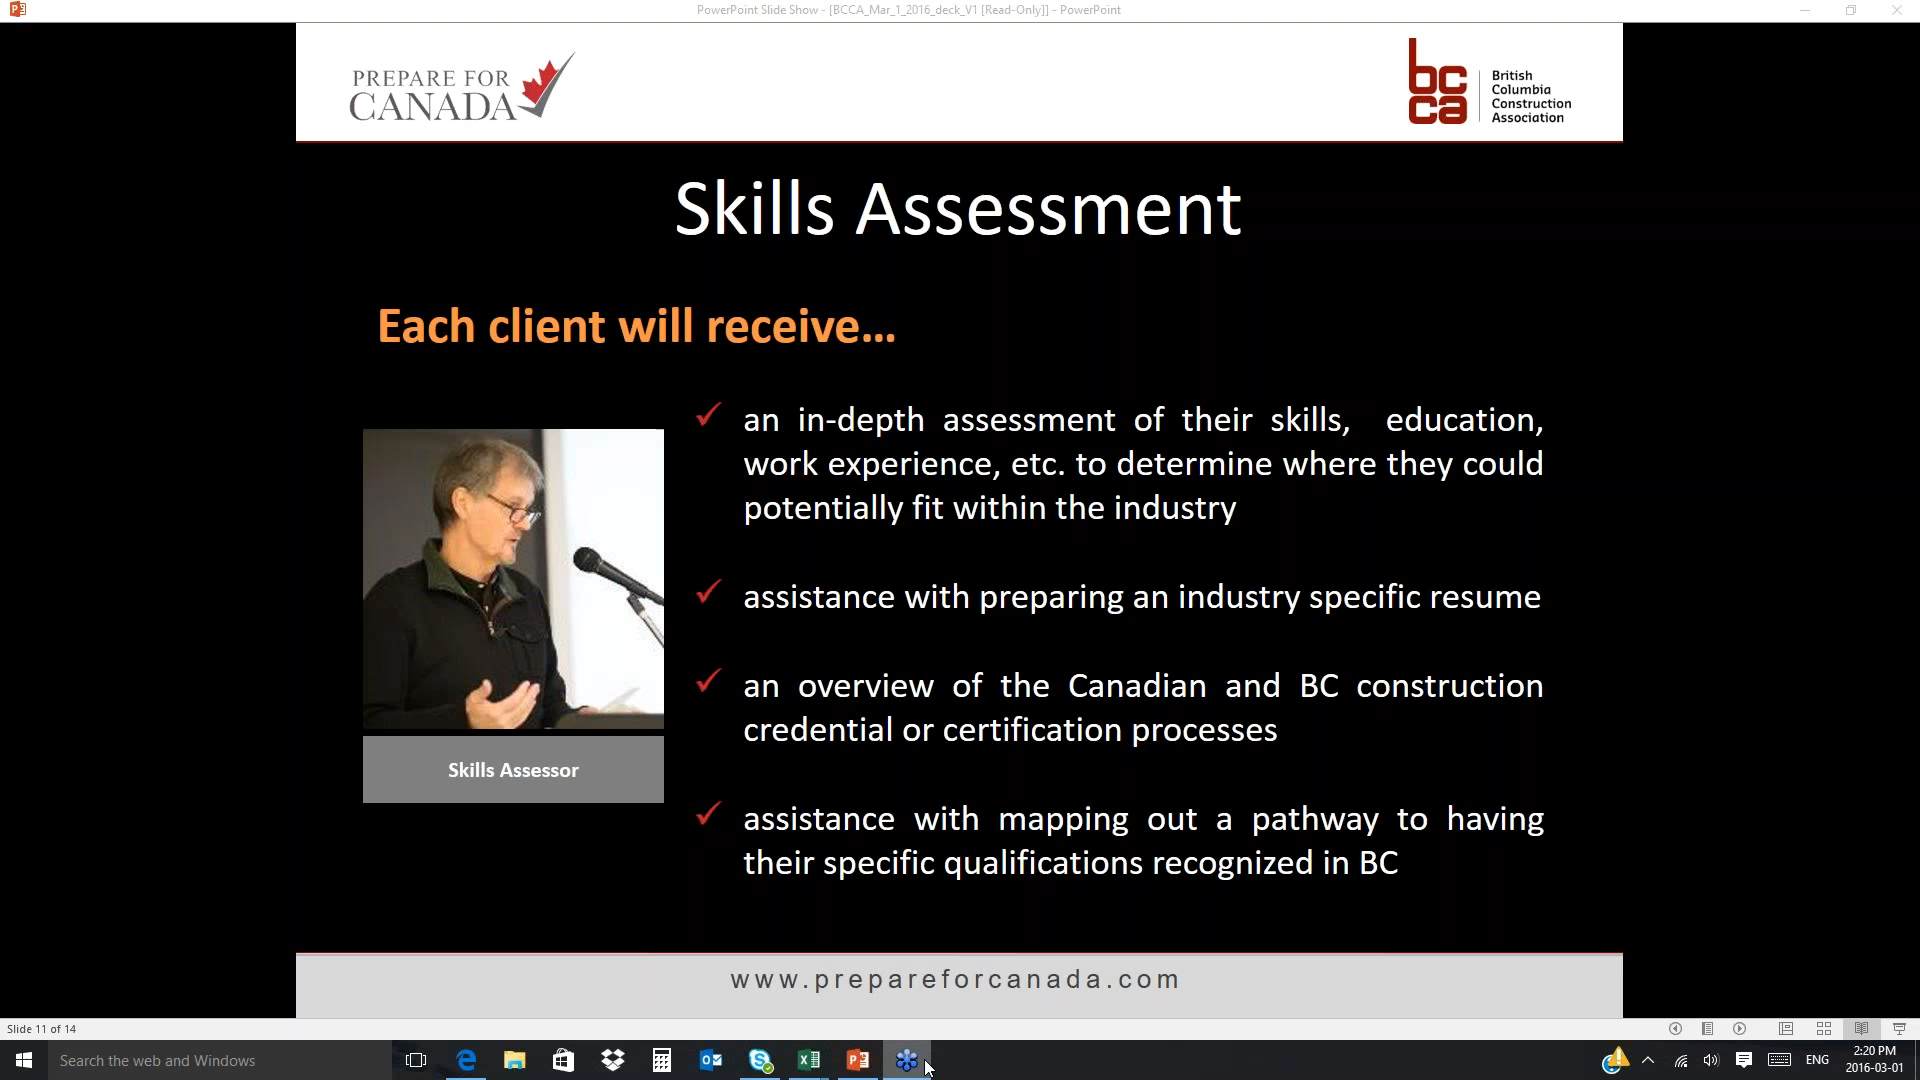 PowerPoint Slide Show - [BCCA_Mar_1_2016_deck_V1 [Read-Only]] - PowerPoint
PREPARE FOR
CANADA
bc
ca
British
Columbia
Construction
Association
Skills Assessment
Each client will receive...
an in-depth assessment of their skills, education,
work experience, etc. to determine where they could
potentially fit within the industry
assistance with preparing an industry specific resume
an overview of the Canadian and BC construction
credential or certification processes
assistance with mapping out a pathway to having
their specific qualifications recognized in BC
Skills Assessor
www.prepareforcanada.com
Slide 11 of 14
Search the web and Windows
ENG
2:20 PM
2016-03-01